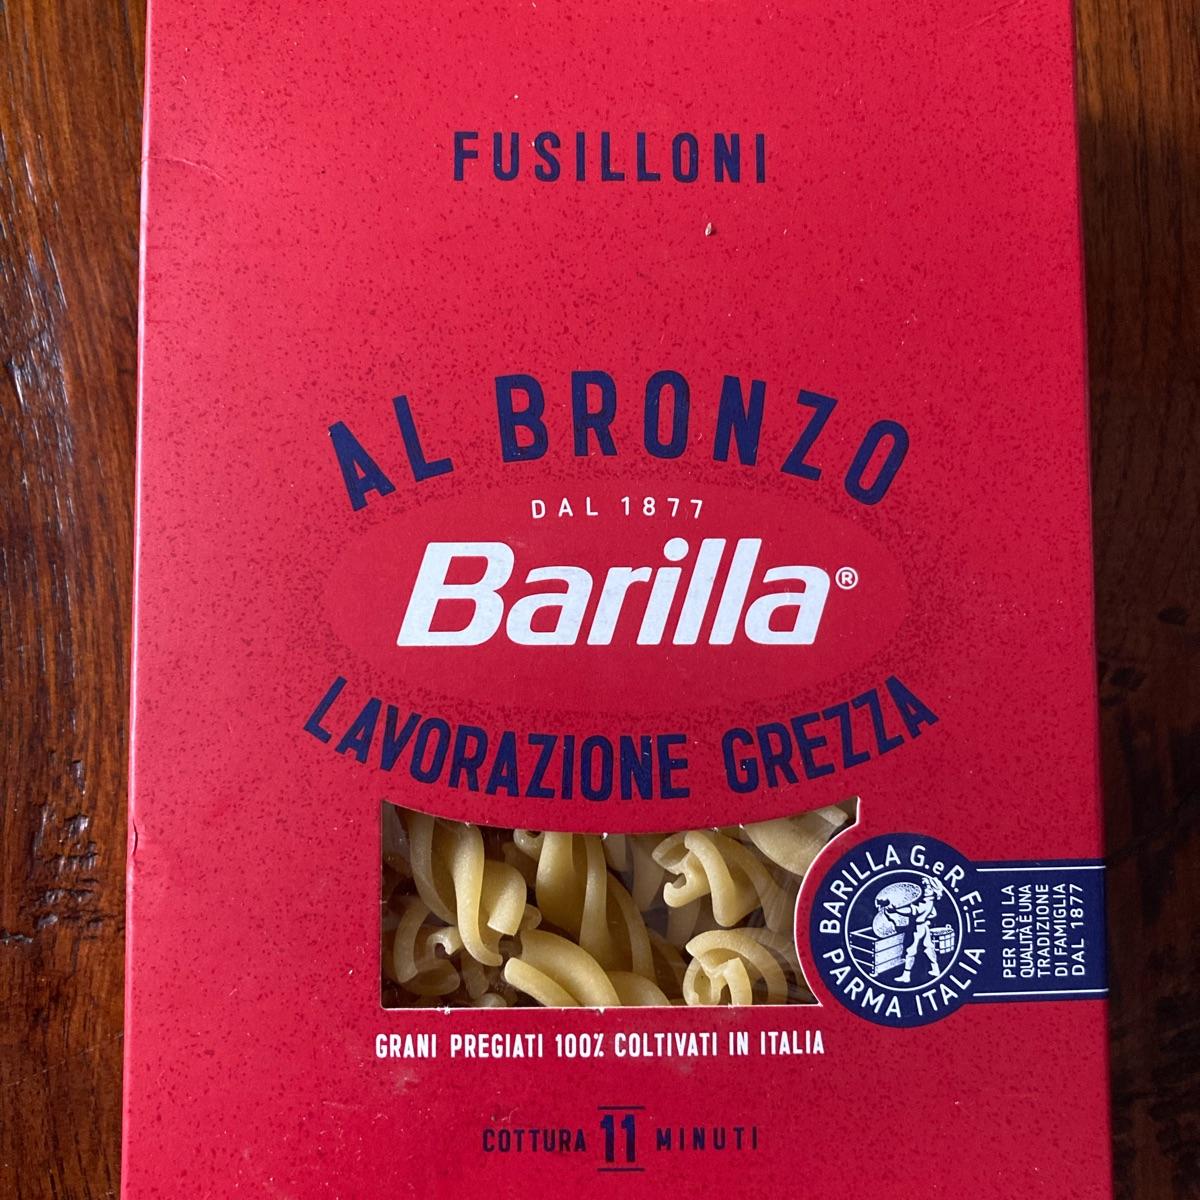 FUSILLONI
AL BRONZO
DAL 1877
Barilla®
LAVORAZIONE GREZZA
BARILLA G. e R. F.LLI
PARMA ITALIA
PER NOI LA
QUALITÀ È UNA
TRADIZIONE
DI FAMIGLIA
DAL 1877
GRANI PREGIATI 100% COLTIVATI IN ITALIA
COTTURA 11 MINUTI